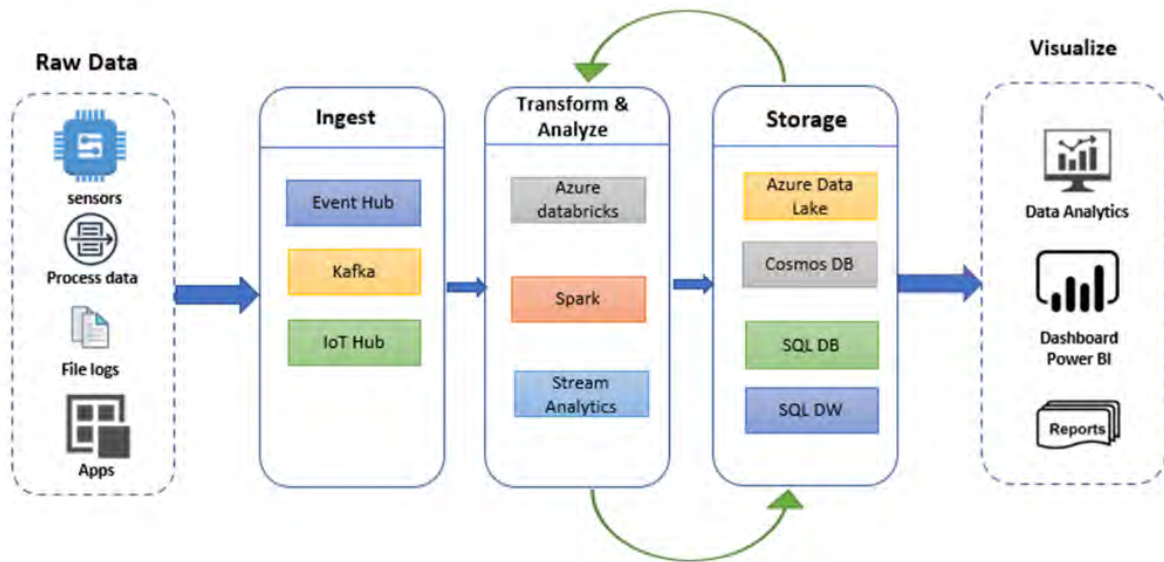 Raw Data
sensors
Process data
File logs
Apps
Ingest
Event Hub
Kafka
IoT Hub
Transform &
Analyze
Azure
databricks
Spark
Stream
Analytics
Storage
Azure Data
Lake
Cosmos DB
SQL DB
SQL DW
Visualize
Data Analytics
Dashboard
Power BI
Reports